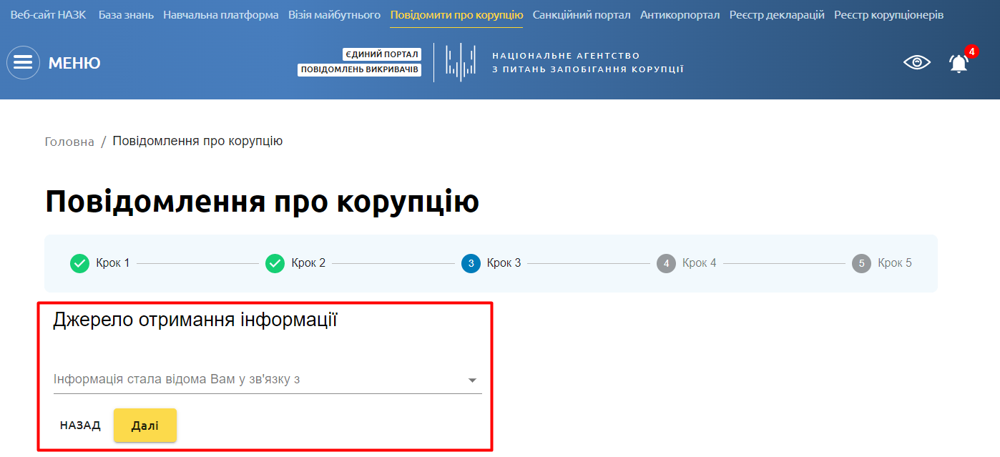 Веб-сайт НАЗК База знань Навчальна платформа Візія майбутнього Повідомити про корупцію Санкційний портал Антикорпортал Реєстр декларацій Реєстр корупціонерів
МЕНЮ
ЄДИНИЙ ПОРТАЛ
ПОВІДОМЛЕНЬ ВИКРИВАЧІВ
НАЦІОНАЛЬНЕ АГЕНТСТВО
З ПИТАНЬ ЗАПОБІГАННЯ КОРУПЦІЇ
4
Головна / Повідомлення про корупцію
Повідомлення про корупцію
Крок 1 Крок 2 3 Крок 3 4 Крок 4 5 Крок 5
Джерело отримання інформації
Інформація стала відома Вам у зв'язку з
НАЗАД Далі